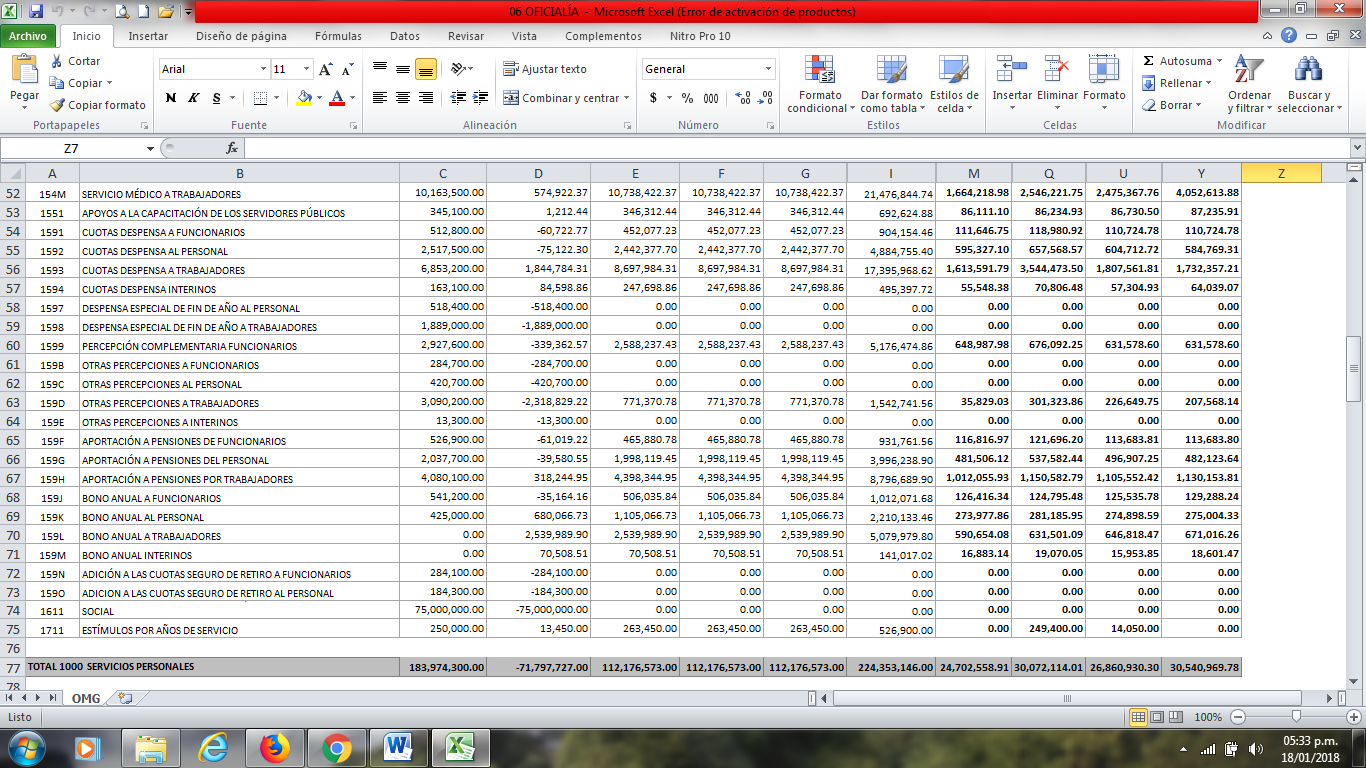 06 OFICIALÍA - Microsoft Excel (Error de activación de productos)
Archivo Inicio Insertar Diseño de página Fórmulas Datos Revisar Vista Complementos Nitro Pro 10
Pegar Cortar Copiar Copiar formato Portapapeles
Arial 11 N K S Fuente
Ajustar texto Combinar y centrar Alineación
General $ % 000 Número
Formato condicional Dar formato como tabla Estilos de celda Estilos
Insertar Eliminar Formato Celdas
Autosuma Rellenar Borrar Ordenar y filtrar Buscar y seleccionar Modificar
Z7 fx
A B C D E F G I M Q U Y Z
52 154M SERVICIO MÉDICO A TRABAJADORES 10,163,500.00 574,922.37 10,738,422.37 10,738,422.37 10,738,422.37 21,476,844.74 1,664,218.98 2,546,221.75 2,475,367.76 4,052,613.88
53 1551 APOYOS A LA CAPACITACIÓN DE LOS SERVIDORES PÚBLICOS 345,100.00 1,212.44 346,312.44 346,312.44 346,312.44 692,624.88 86,111.10 86,234.93 86,730.50 87,235.91
54 1591 CUOTAS DESPENSA A FUNCIONARIOS 512,800.00 -60,722.77 452,077.23 452,077.23 452,077.23 904,154.46 111,646.75 118,980.92 110,724.78 110,724.78
55 1592 CUOTAS DESPENSA AL PERSONAL 2,517,500.00 -75,122.30 2,442,377.70 2,442,377.70 2,442,377.70 4,884,755.40 595,327.10 657,568.57 604,712.72 584,769.31
56 1593 CUOTAS DESPENSA A TRABAJADORES 6,853,200.00 1,844,784.31 8,697,984.31 8,697,984.31 8,697,984.31 17,395,968.62 1,613,591.79 3,544,473.50 1,807,561.81 1,732,357.21
57 1594 CUOTAS DESPENSA INTERINOS 163,100.00 84,598.86 247,698.86 247,698.86 247,698.86 495,397.72 55,548.38 70,806.48 57,304.93 64,039.07
58 1597 DESPENSA ESPECIAL DE FIN DE AÑO AL PERSONAL 518,400.00 -518,400.00 0.00 0.00 0.00 0.00 0.00 0.00 0.00 0.00
59 1598 DESPENSA ESPECIAL DE FIN DE AÑO A TRABAJADORES 1,889,000.00 -1,889,000.00 0.00 0.00 0.00 0.00 0.00 0.00 0.00 0.00
60 1599 PERCEPCIÓN COMPLEMENTARIA FUNCIONARIOS 2,927,600.00 -339,362.57 2,588,237.43 2,588,237.43 2,588,237.43 5,176,474.86 648,987.98 676,092.25 631,578.60 631,578.60
61 159B OTRAS PERCEPCIONES A FUNCIONARIOS 284,700.00 -284,700.00 0.00 0.00 0.00 0.00 0.00 0.00 0.00 0.00
62 159C OTRAS PERCEPCIONES AL PERSONAL 420,700.00 -420,700.00 0.00 0.00 0.00 0.00 0.00 0.00 0.00 0.00
63 159D OTRAS PERCEPCIONES A TRABAJADORES 3,090,200.00 -2,318,829.22 771,370.78 771,370.78 771,370.78 1,542,741.56 35,829.03 301,323.86 226,649.75 207,568.14
64 159E OTRAS PERCEPCIONES A INTERINOS 13,300.00 -13,300.00 0.00 0.00 0.00 0.00 0.00 0.00 0.00 0.00
65 159F APORTACIÓN A PENSIONES DE FUNCIONARIOS 526,900.00 -61,019.22 465,880.78 465,880.78 465,880.78 931,761.56 116,816.97 121,696.20 113,683.81 113,683.80
66 159G APORTACIÓN A PENSIONES DEL PERSONAL 2,037,700.00 -39,580.55 1,998,119.45 1,998,119.45 1,998,119.45 3,996,238.90 481,506.12 537,582.44 496,907.25 482,123.64
67 159H APORTACIÓN A PENSIONES POR TRABAJADORES 4,080,100.00 318,244.95 4,398,344.95 4,398,344.95 4,398,344.95 8,796,689.90 1,012,055.93 1,150,582.79 1,105,552.42 1,130,153.81
68 159J BONO ANUAL A FUNCIONARIOS 541,200.00 -35,164.16 506,035.84 506,035.84 506,035.84 1,012,071.68 126,416.34 124,795.48 125,535.78 129,288.24
69 159K BONO ANUAL AL PERSONAL 425,000.00 680,066.73 1,105,066.73 1,105,066.73 1,105,066.73 2,210,133.46 273,977.86 281,185.95 274,898.59 275,004.33
70 159L BONO ANUAL A TRABAJADORES 0.00 2,539,989.90 2,539,989.90 2,539,989.90 2,539,989.90 5,079,979.80 590,654.08 631,501.09 646,818.47 671,016.26
71 159M BONO ANUAL INTERINOS 0.00 70,508.51 70,508.51 70,508.51 70,508.51 141,017.02 16,883.14 19,070.05 15,953.85 18,601.47
72 159N ADICIÓN A LAS CUOTAS SEGURO DE RETIRO A FUNCIONARIOS 284,100.00 -284,100.00 0.00 0.00 0.00 0.00 0.00 0.00 0.00 0.00
73 159O ADICION A LAS CUOTAS SEGURO DE RETIRO AL PERSONAL 184,300.00 -184,300.00 0.00 0.00 0.00 0.00 0.00 0.00 0.00 0.00
74 1611 SOCIAL 75,000,000.00 -75,000,000.00 0.00 0.00 0.00 0.00 0.00 0.00 0.00 0.00
75 1711 ESTÍMULOS POR AÑOS DE SERVICIO 250,000.00 13,450.00 263,450.00 263,450.00 263,450.00 526,900.00 0.00 249,400.00 14,050.00 0.00
76
77 TOTAL 1000 SERVICIOS PERSONALES 183,974,300.00 -71,797,727.00 112,176,573.00 112,176,573.00 112,176,573.00 224,353,146.00 24,702,558.91 30,072,114.01 26,860,930.30 30,540,969.78
78
OMG
Listo 100%
05:33 p.m.
18/01/2018